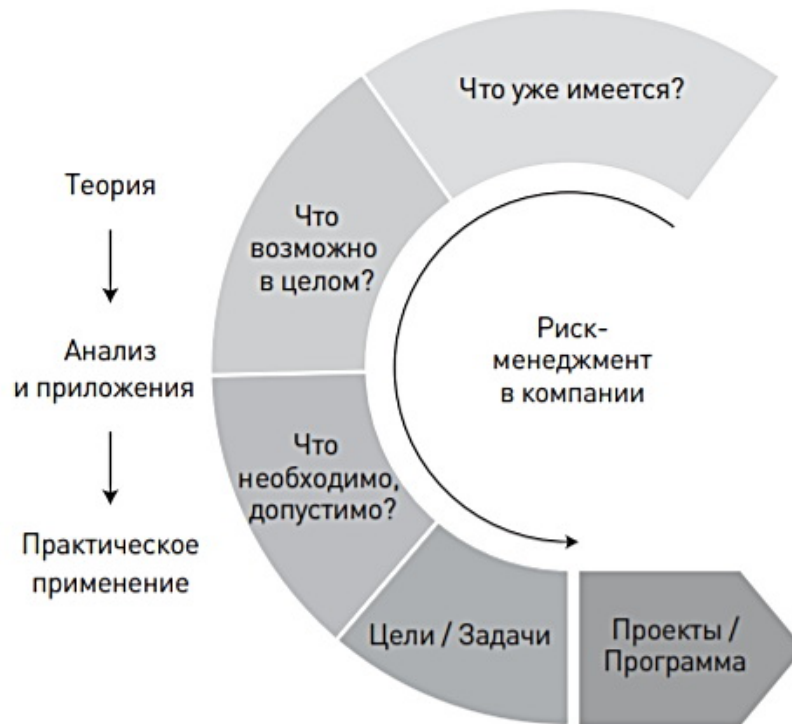 Что уже имеется?
Теория
Что
возможно
в целом?
Анализ
и приложения
Риск-
менеджмент
в компании
Что
необходимо,
допустимо?
Практическое
применение
Цели / Задачи
Проекты /
Программа